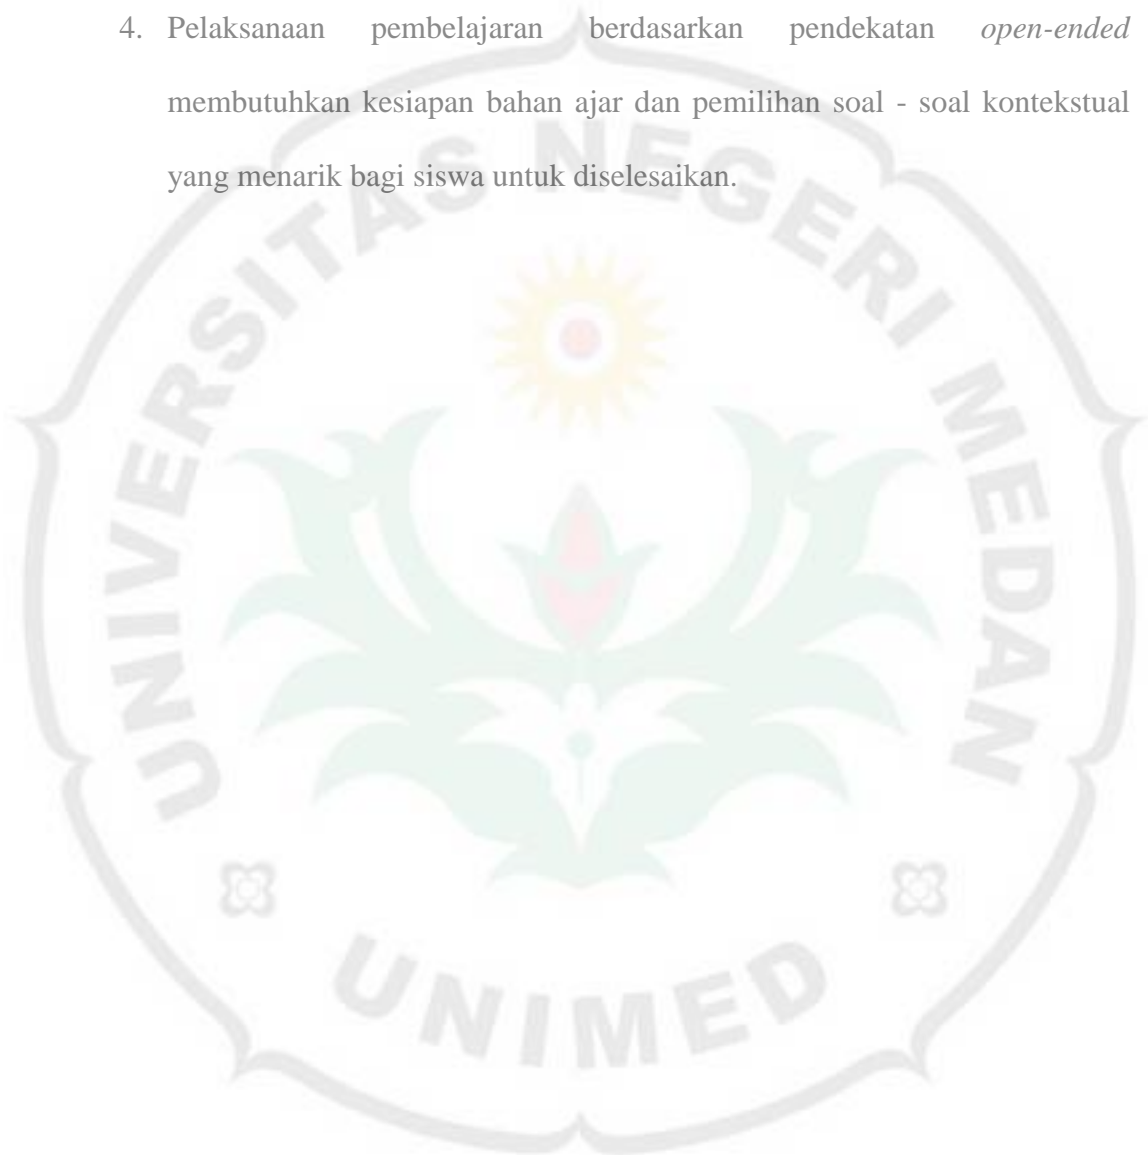 4. Pelaksanaan pembelajaran berdasarkan pendekatan open-ended
membutuhkan kesiapan bahan ajar dan pemilihan soal - soal kontekstual
yang menarik bagi siswa untuk diselesaikan.
UNIVERSITAS NEGERI MEDAN
UNIMED